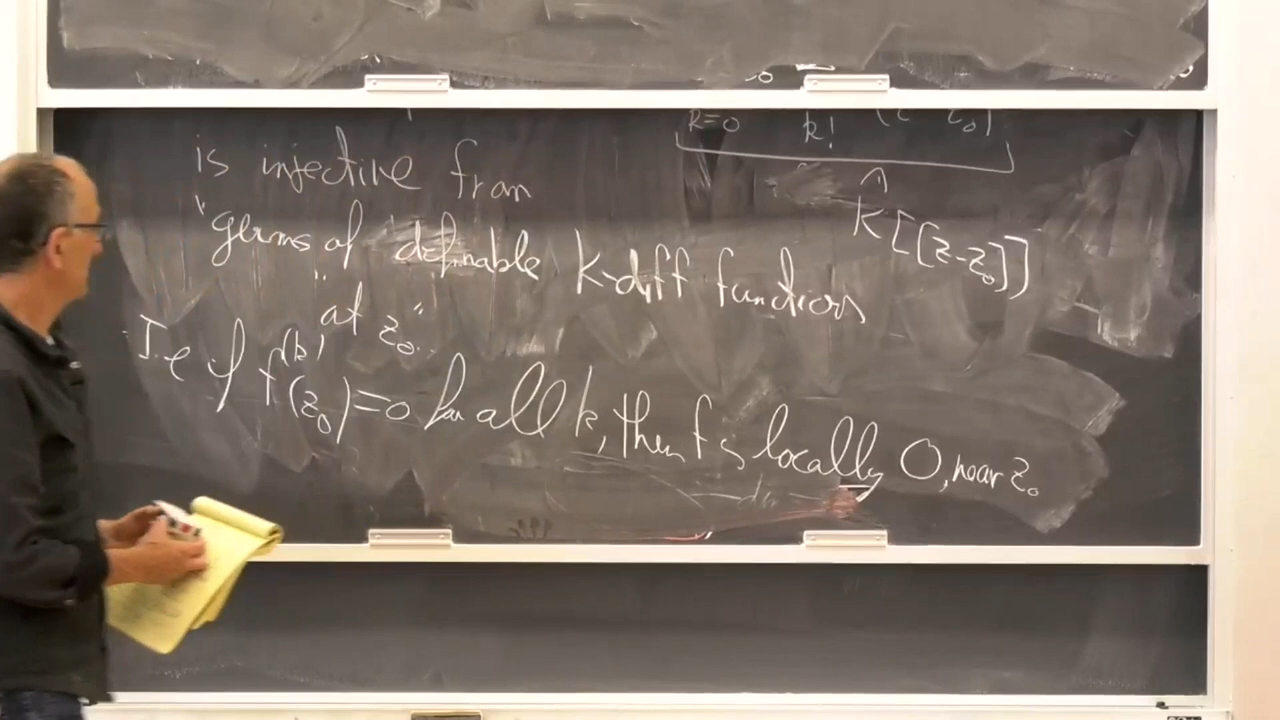 is injective from
"germs of definable K-diff functions
at z₀"
I.e if f⁽ᵏ⁾(z₀)=0 for all k, then f is locally 0, near z₀
k=0 k! (z z₀)
K[[z-z₀]]